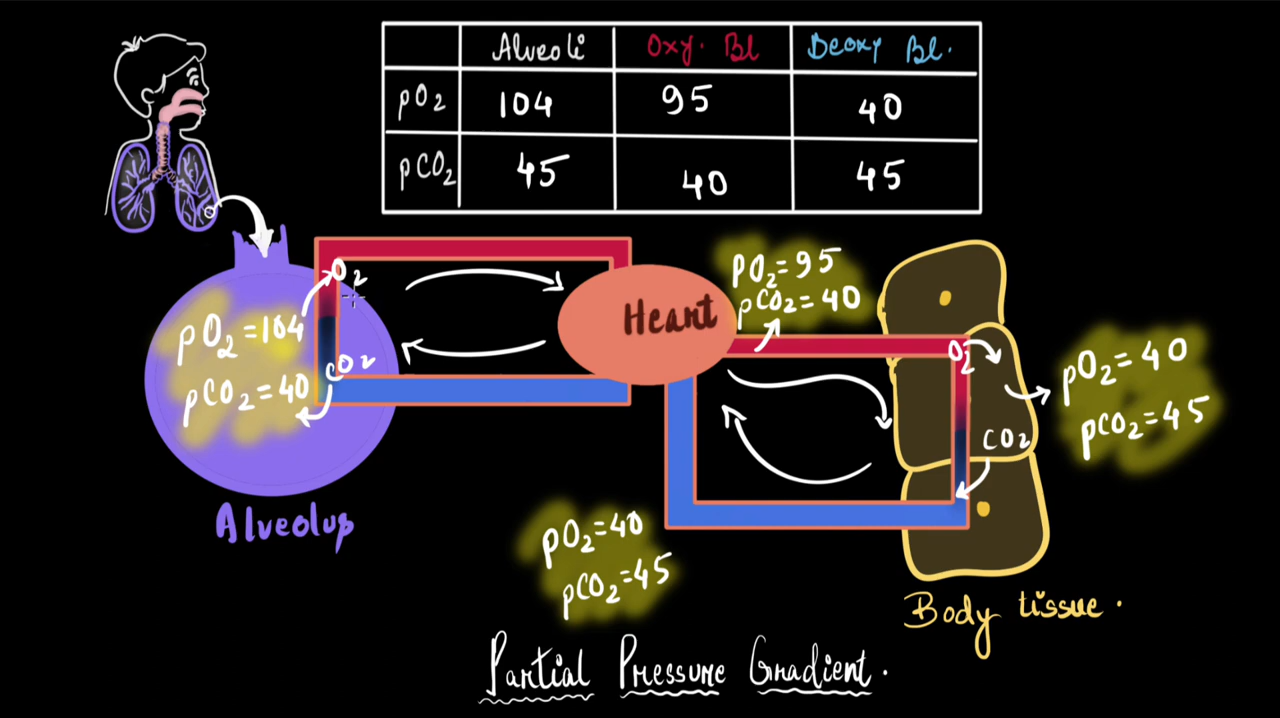 Alveoli Oxy. Bl Deoxy Bl.
pO2 104 95 40
pCO2 45 40 45
O2
pO2=104
CO2
pCO2=40
Alveolus
Heart
PO2=95
pCO2=40
O2
CO2
pO2=40
pCO2=45
pO2=40
pCO2=45
Body tissue.
Partial Pressure Gradient.